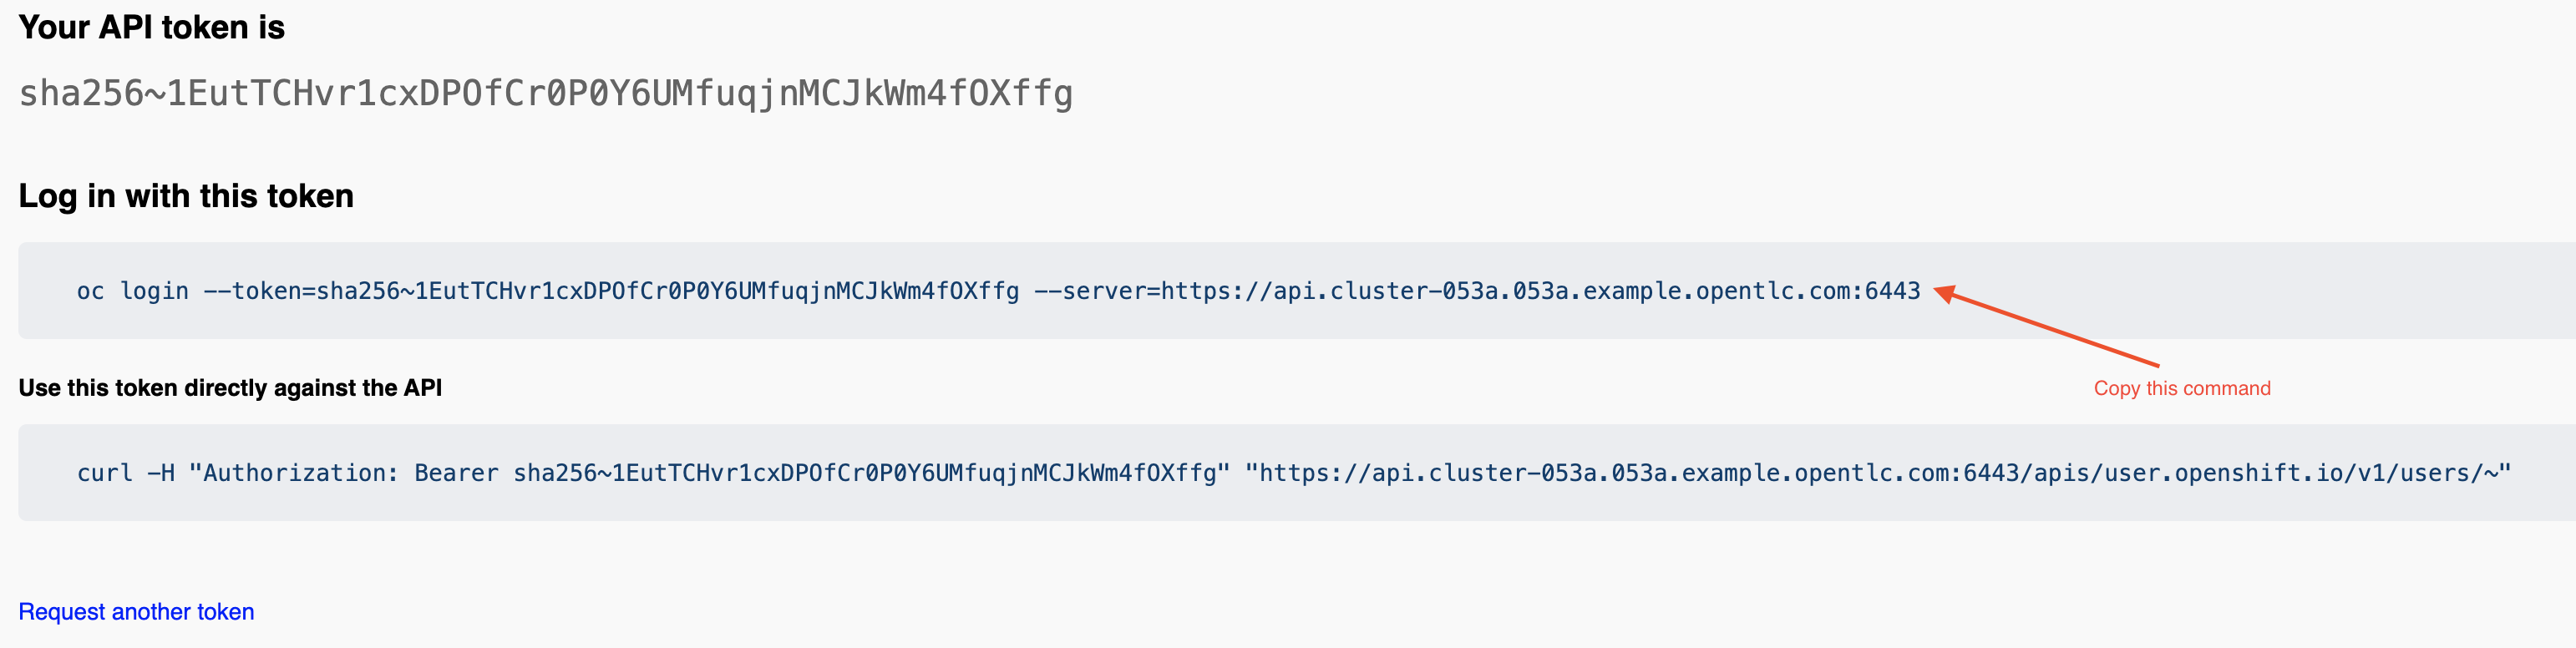 Your API token is
sha256~1EutTCHvr1cxDPOfCr0P0Y6UMfuqjnMCJkWm4fOXffg
Log in with this token
oc login --token=sha256~1EutTCHvr1cxDPOfCr0P0Y6UMfuqjnMCJkWm4fOXffg --server=https://api.cluster-053a.053a.example.opentlc.com:6443
Use this token directly against the API
Copy this command
curl -H "Authorization: Bearer sha256~1EutTCHvr1cxDPOfCr0P0Y6UMfuqjnMCJkWm4fOXffg" "https://api.cluster-053a.053a.example.opentlc.com:6443/apis/user.openshift.io/v1/users/~"
Request another token